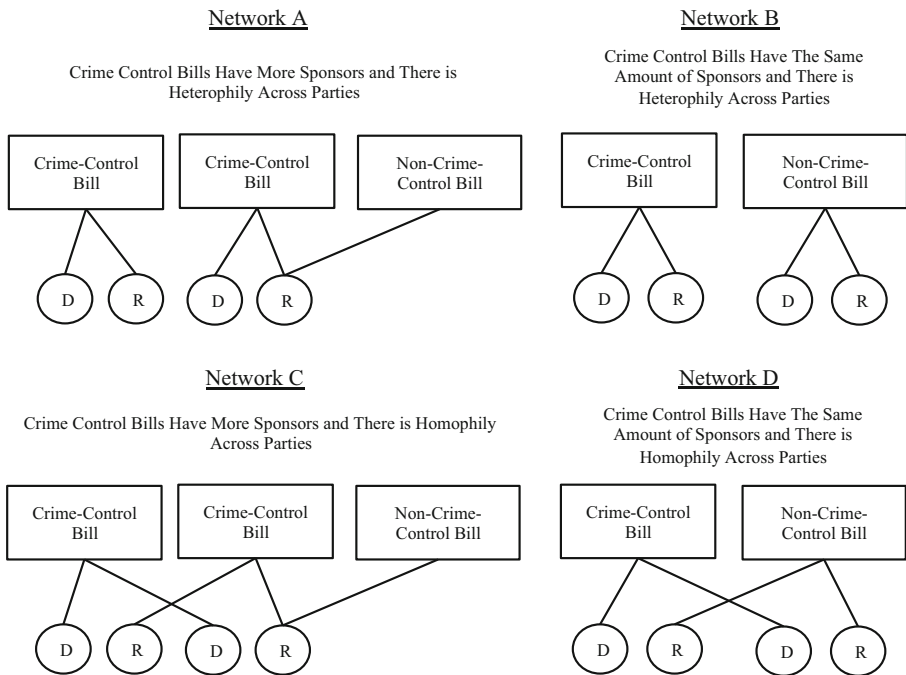 Network A
Crime Control Bills Have More Sponsors and There is
Heterophily Across Parties
Crime-Control
Bill
Crime-Control
Bill
Non-Crime-
Control Bill
D
R
D
R
Network B
Crime Control Bills Have The Same
Amount of Sponsors and There is
Heterophily Across Parties
Crime-Control
Bill
Non-Crime-
Control Bill
D
R
D
R
Network C
Crime Control Bills Have More Sponsors and There is Homophily
Across Parties
Crime-Control
Bill
Crime-Control
Bill
Non-Crime-
Control Bill
D
R
D
R
Network D
Crime Control Bills Have The Same
Amount of Sponsors and There is
Homophily Across Parties
Crime-Control
Bill
Non-Crime-
Control Bill
D
R
D
R